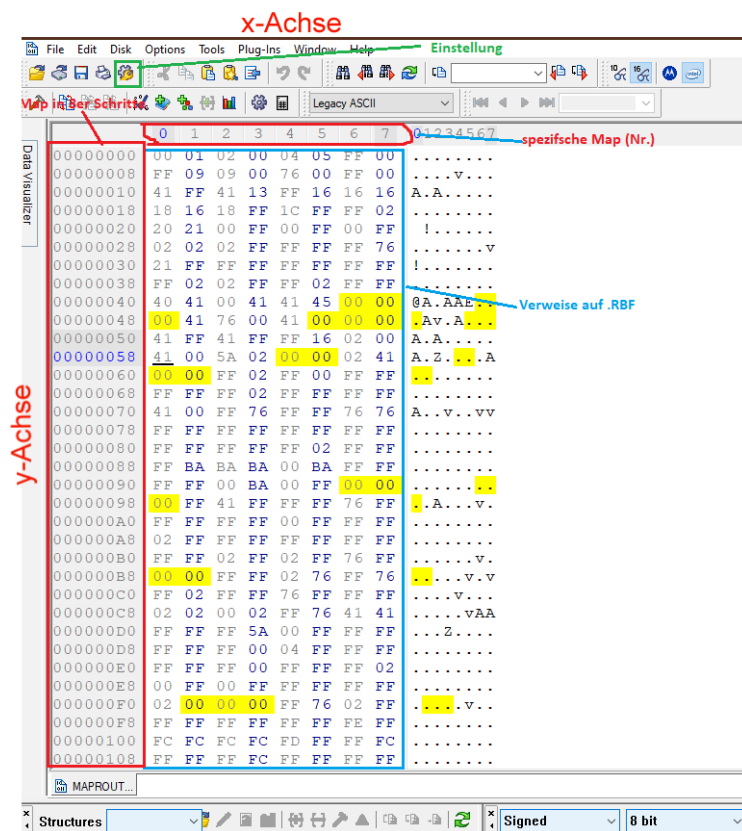 x-Achse
File Edit Disk Options Tools Plug-Ins Window Help Einstellung
Legacy ASCII
Map in 8er Schritte
0 1 2 3 4 5 6 7 01234567
spezifsche Map (Nr.)
Data Visualizer
00000000 00 01 02 00 04 05 FF 00 ........
00000008 FF 09 09 00 76 00 FF 00 ....v...
00000010 41 FF 41 13 FF 16 16 16 A.A.....
00000018 18 16 18 FF 1C FF FF 02 ........
00000020 20 21 00 FF 00 FF 00 FF  !......
00000028 02 02 02 FF FF FF FF 76 .......v
00000030 21 FF FF FF FF FF FF FF !.......
00000038 FF 02 02 FF FF 02 FF FF ........
00000040 40 41 00 41 41 45 00 00 @A.AAE..
Verweise auf .RBF
00000048 00 41 76 00 41 00 00 00 .Av.A...
00000050 41 FF 41 FF FF 16 02 00 A.A.....
00000058 41 00 5A 02 00 00 02 41 A.Z....A
00000060 00 00 FF 02 FF 00 FF FF ........
00000068 FF FF FF 02 FF FF FF FF ........
y-Achse
00000070 41 00 FF 76 FF FF 76 76 A..v..vv
00000078 FF FF FF FF FF FF FF FF ........
00000080 FF FF FF FF FF 02 FF FF ........
00000088 FF BA BA BA 00 BA FF FF ........
00000090 FF FF 00 BA 00 FF 00 00 ........
00000098 00 FF 41 FF FF FF 76 FF ..A...v.
000000A0 FF FF FF FF 00 FF FF FF ........
000000A8 02 FF FF FF FF FF FF FF ........
000000B0 FF FF 02 FF 02 FF 76 FF ......v.
000000B8 00 00 FF FF 02 76 FF 76 .....v.v
000000C0 FF 02 FF FF 76 FF FF FF ....v...
000000C8 02 02 00 02 FF 76 41 41 .....vAA
000000D0 FF FF FF 5A 00 FF FF FF ...Z....
000000D8 FF FF FF 00 04 FF FF FF ........
000000E0 FF FF FF 00 FF FF FF 02 ........
000000E8 00 FF 00 FF FF FF FF FF ........
000000F0 02 00 00 00 FF 76 02 FF .....v..
000000F8 FF FF FF FF FF FF FE FF ........
00000100 FC FC FC FC FD FF FF FC ........
00000108 FF FF FF FC FF FF FF FF ........
MAPROUT...
Structures Signed 8 bit